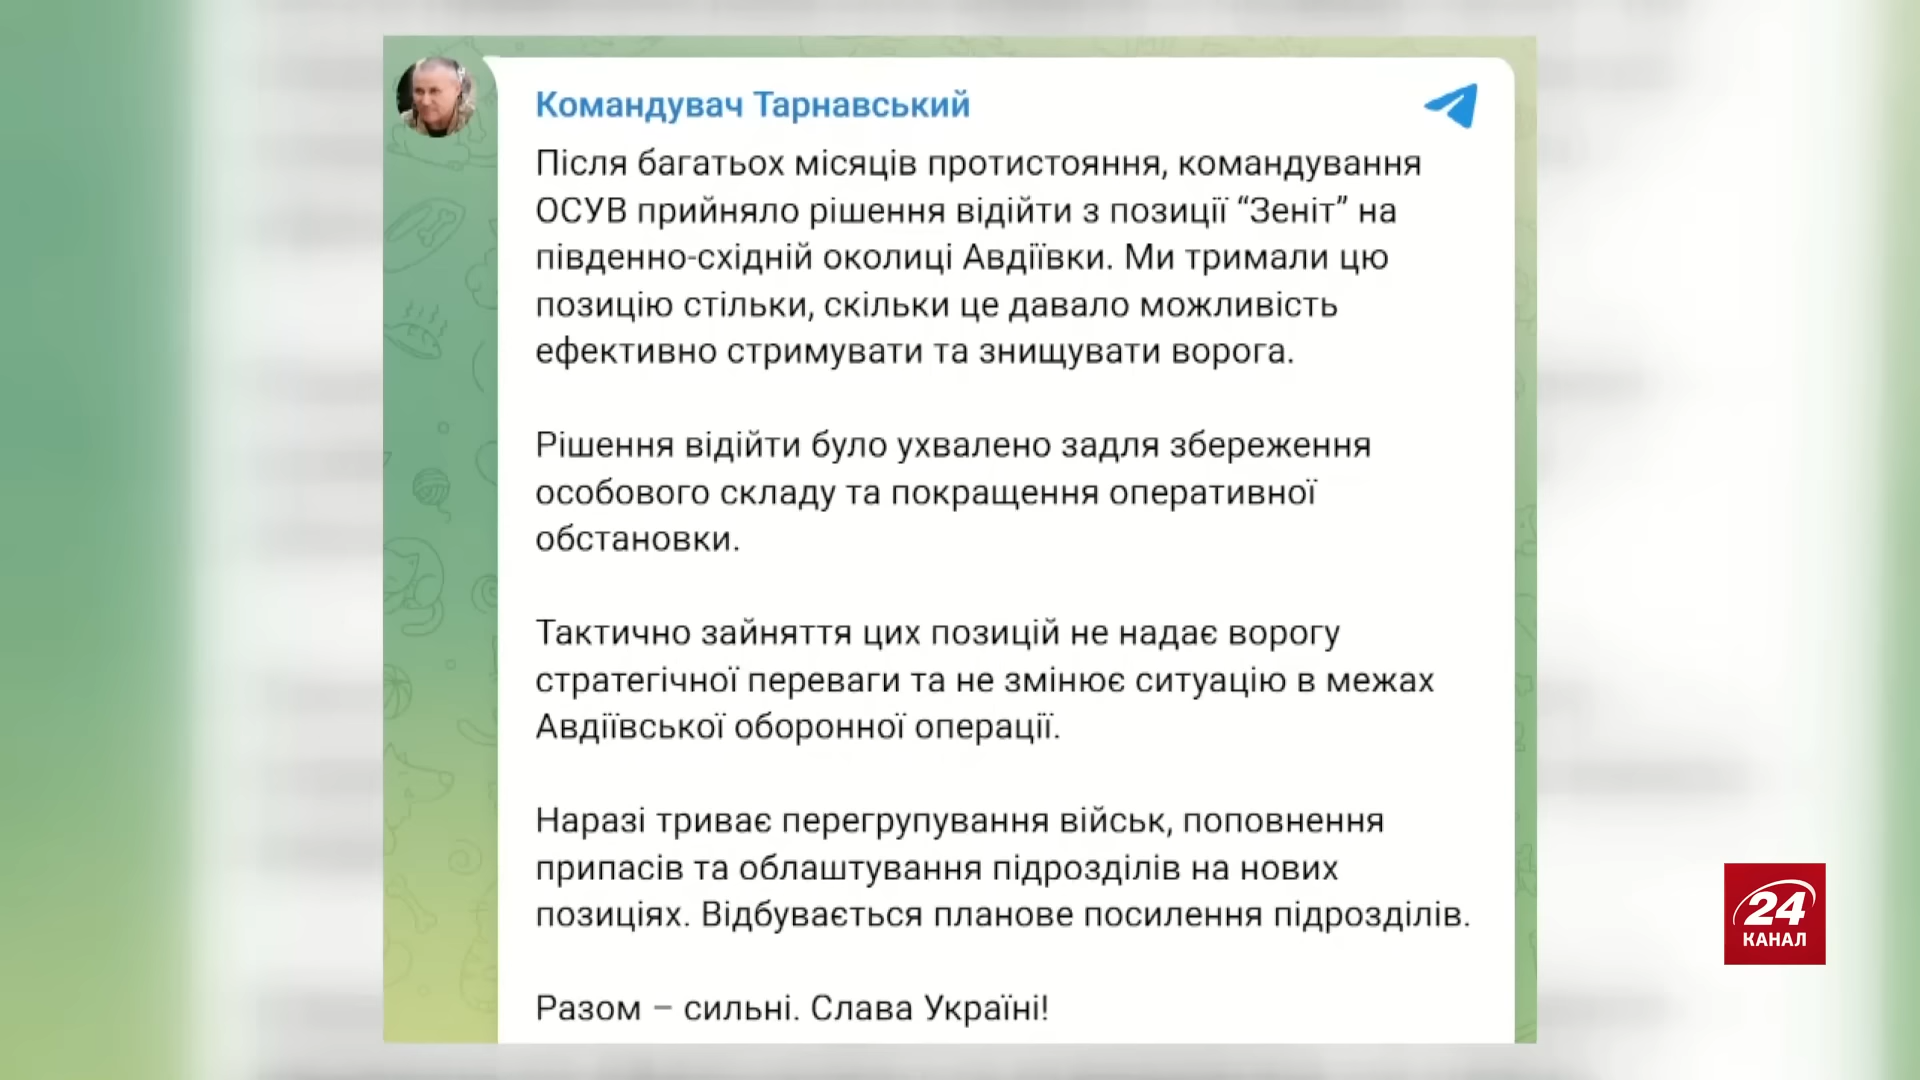 Командувач Тарнавський
Після багатьох місяців протистояння, командування
ОСУВ прийняло рішення відійти з позиції “Зеніт” на
південно-східній околиці Авдіївки. Ми тримали цю
позицію стільки, скільки це давало можливість
ефективно стримувати та знищувати ворога.
Рішення відійти було ухвалено задля збереження
особового складу та покращення оперативної
обстановки.
Тактично зайняття цих позицій не надає ворогу
стратегічної переваги та не змінює ситуацію в межах
Авдіївської оборонної операції.
Наразі триває перегрупування військ, поповнення
припасів та облаштування підрозділів на нових
позиціях. Відбувається планове посилення підрозділів.
Разом – сильні. Слава Україні!
24
КАНАЛ